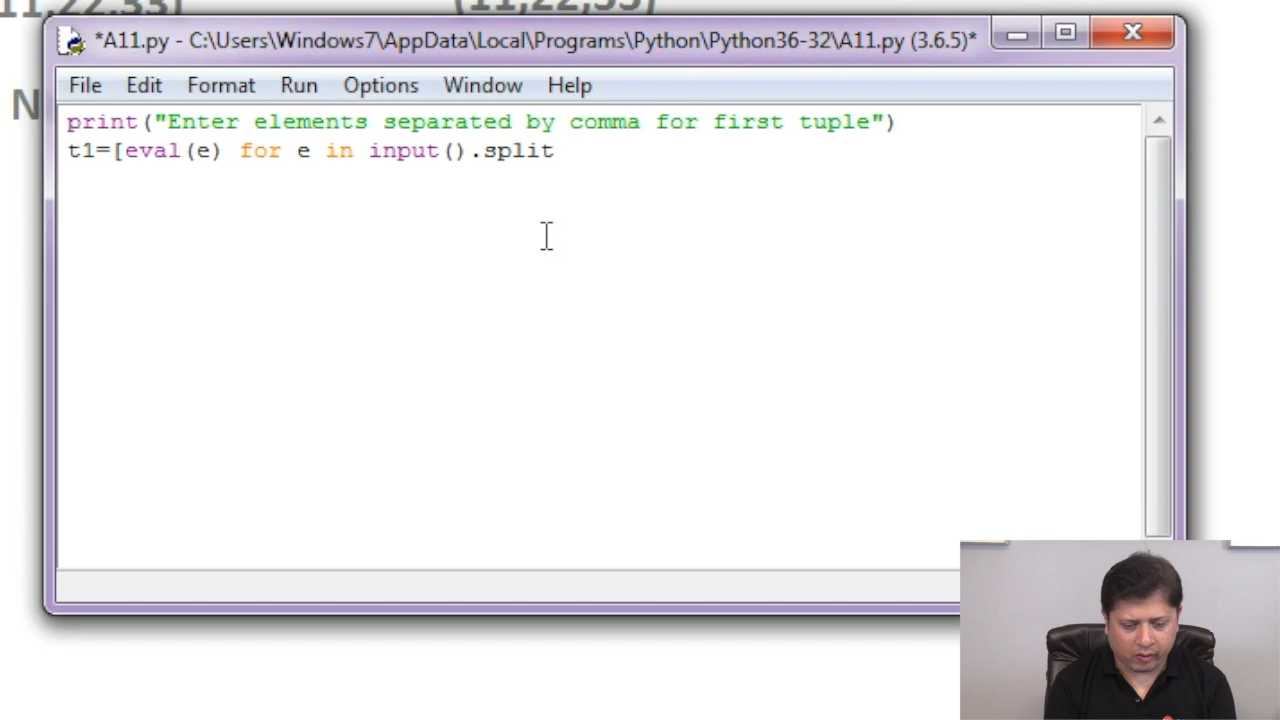 *A11.py - C:\Users\Windows7\AppData\Local\Programs\Python\Python36-32\A11.py (3.6.5)*
File Edit Format Run Options Window Help
print("Enter elements separated by comma for first tuple")
t1=[eval(e) for e in input().split